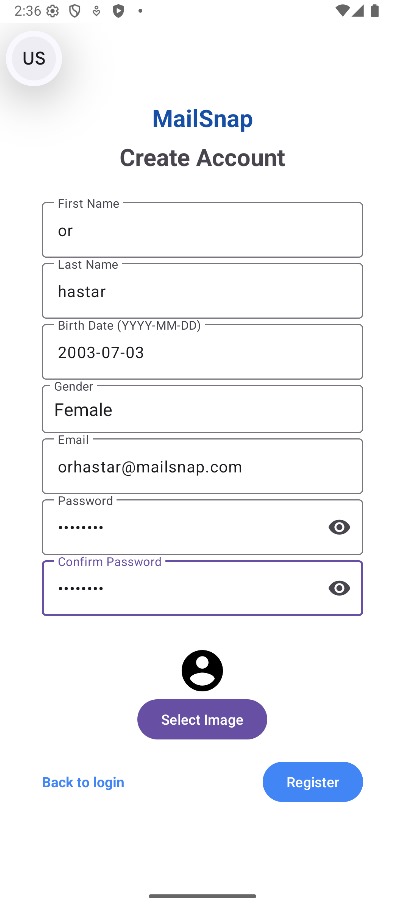 2:36
US
MailSnap
Create Account
First Name
or
Last Name
hastar
Birth Date (YYYY-MM-DD)
2003-07-03
Gender
Female
Email
orhastar@mailsnap.com
Password
••••••••
Confirm Password
••••••••
Select Image
Back to login
Register